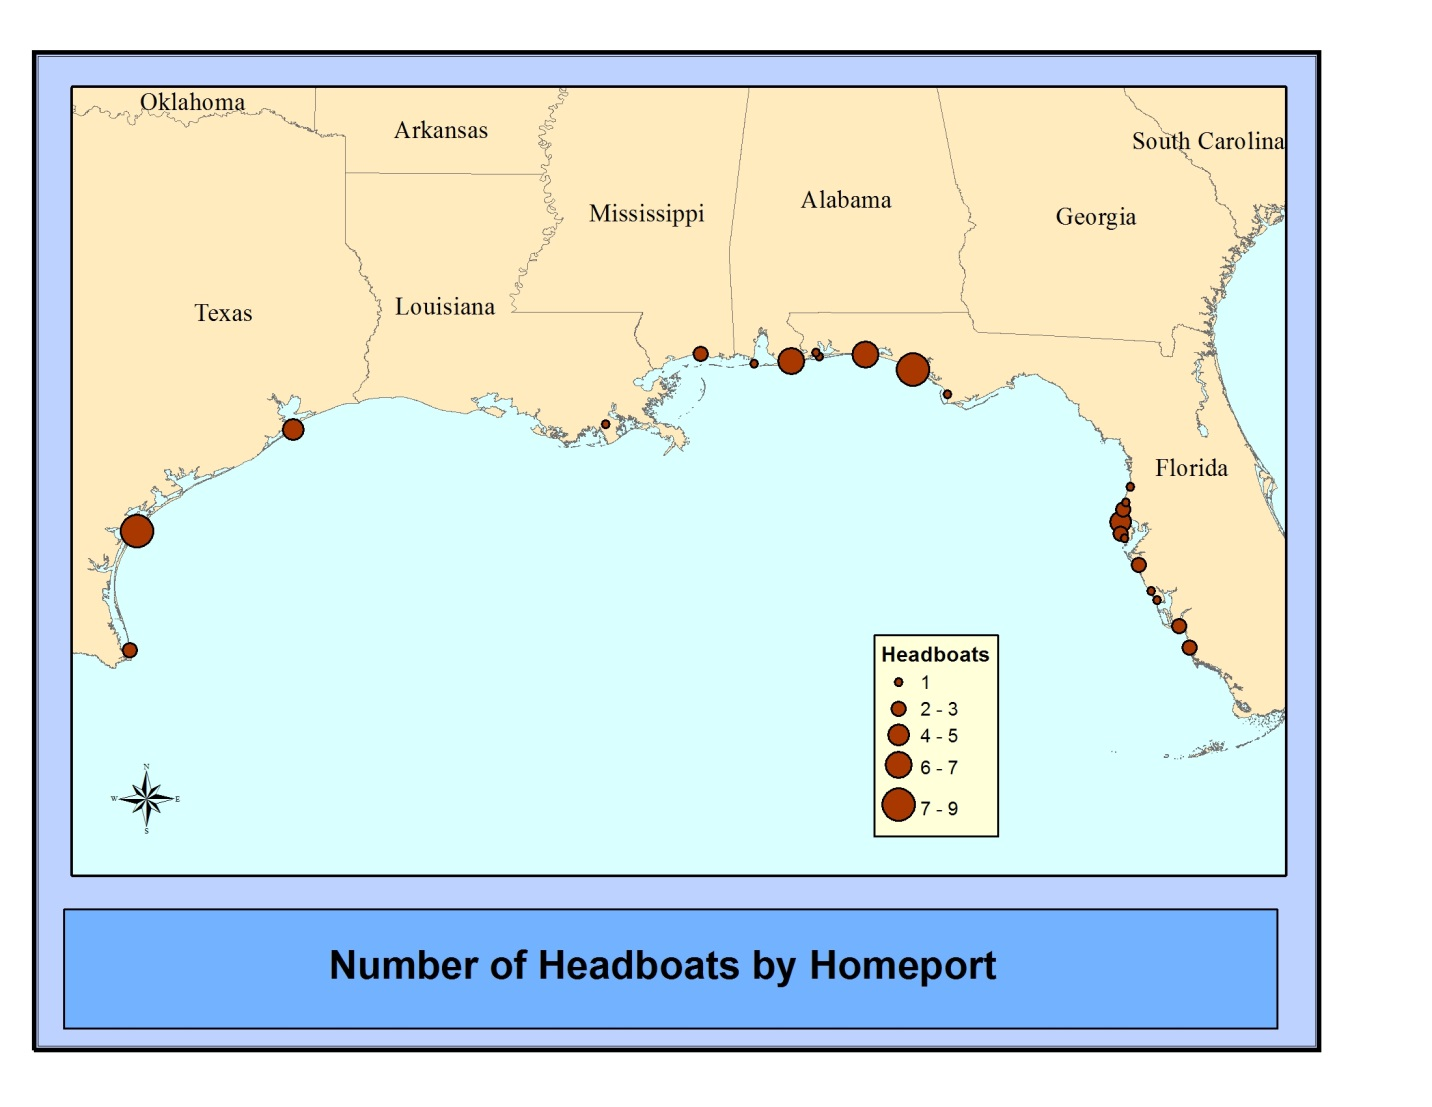 Oklahoma
Arkansas
South Carolina
Mississippi
Alabama
Georgia
Texas
Louisiana
Florida
Headboats
1
2 - 3
4 - 5
6 - 7
7 - 9
N
W E
S
Number of Headboats by Homeport